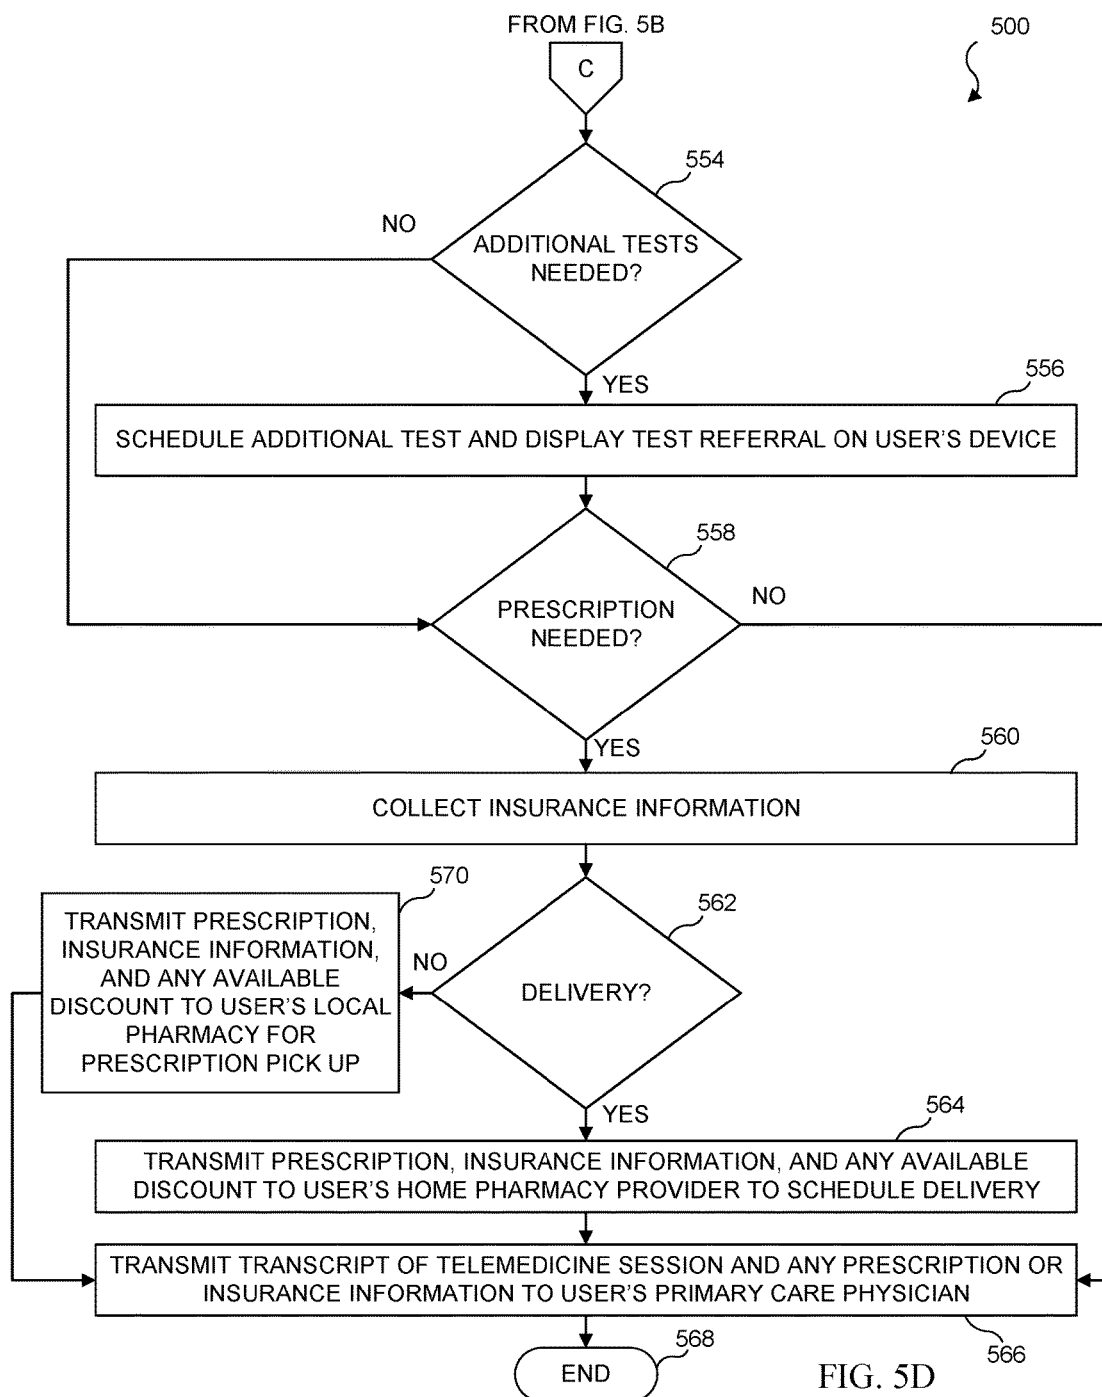 FROM FIG. 5B
500
C
554
NO
ADDITIONAL TESTS
NEEDED?
YES
556
SCHEDULE ADDITIONAL TEST AND DISPLAY TEST REFERRAL ON USER'S DEVICE
558
NO
PRESCRIPTION
NEEDED?
YES
560
COLLECT INSURANCE INFORMATION
570
562
TRANSMIT PRESCRIPTION,
INSURANCE INFORMATION,
AND ANY AVAILABLE
DISCOUNT TO USER'S LOCAL
PHARMACY FOR
PRESCRIPTION PICK UP
NO
DELIVERY?
YES
564
TRANSMIT PRESCRIPTION, INSURANCE INFORMATION, AND ANY AVAILABLE
DISCOUNT TO USER'S HOME PHARMACY PROVIDER TO SCHEDULE DELIVERY
TRANSMIT TRANSCRIPT OF TELEMEDICINE SESSION AND ANY PRESCRIPTION OR
INSURANCE INFORMATION TO USER'S PRIMARY CARE PHYSICIAN
568
566
END
FIG. 5D